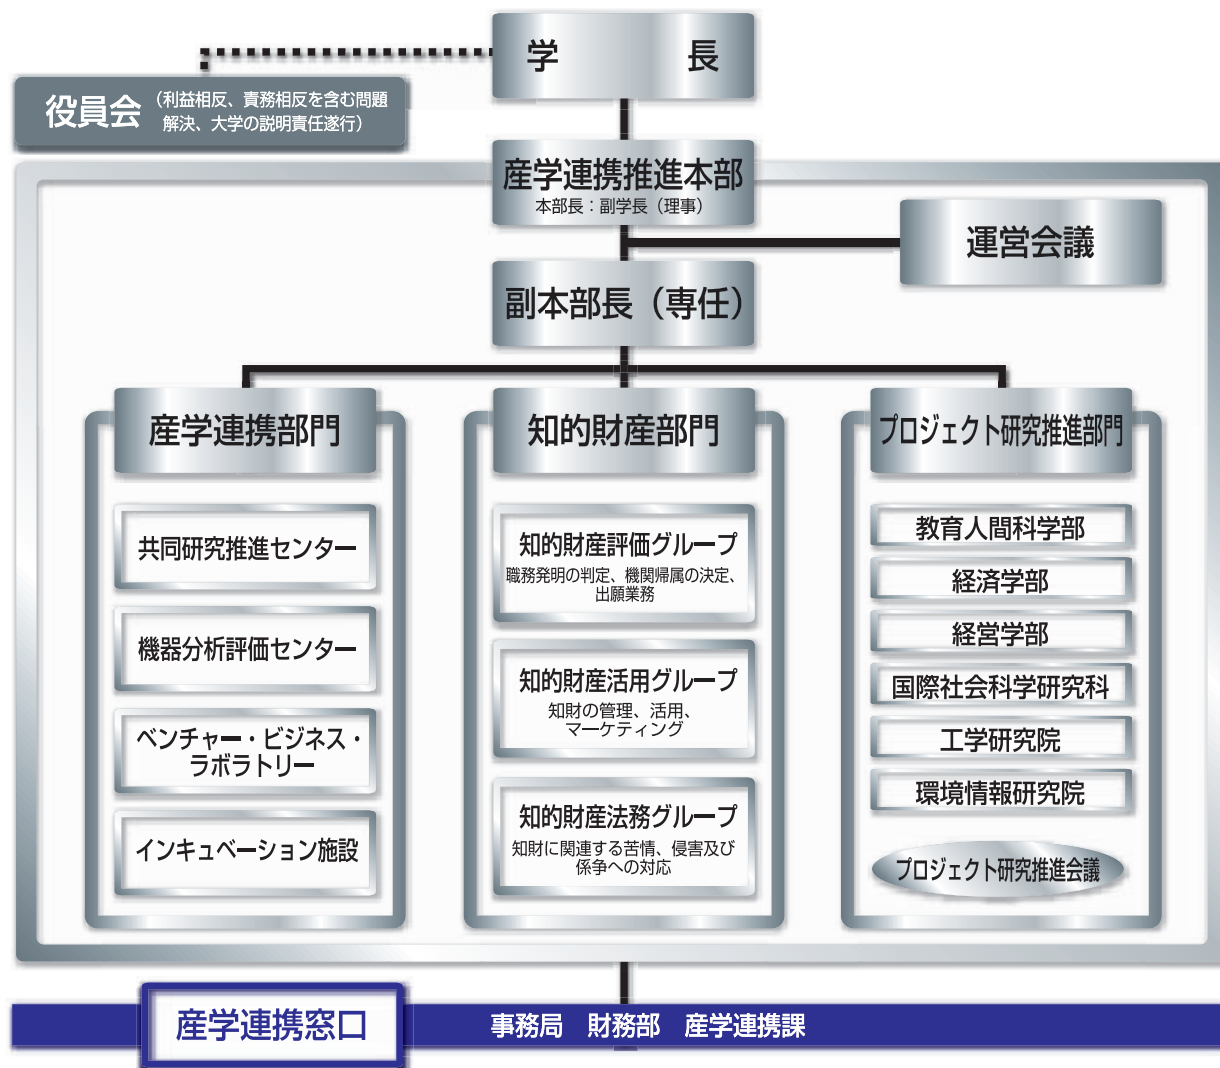 学　長
役員会（利益相反、責務相反を含む問題
解決、大学の説明責任遂行）
産学連携推進本部
本部長：副学長（理事）
運営会議
副本部長（専任）
産学連携部門
共同研究推進センター
機器分析評価センター
ベンチャー・ビジネス・
ラボラトリー
インキュベーション施設
知的財産部門
知的財産評価グループ
職務発明の判定、機関帰属の決定、
出願業務
知的財産活用グループ
知財の管理、活用、
マーケティング
知的財産法務グループ
知財に関連する苦情、侵害及び
係争への対応
プロジェクト研究推進部門
教育人間科学部
経済学部
経営学部
国際社会科学研究科
工学研究院
環境情報研究院
プロジェクト研究推進会議
産学連携窓口
事務局　財務部　産学連携課